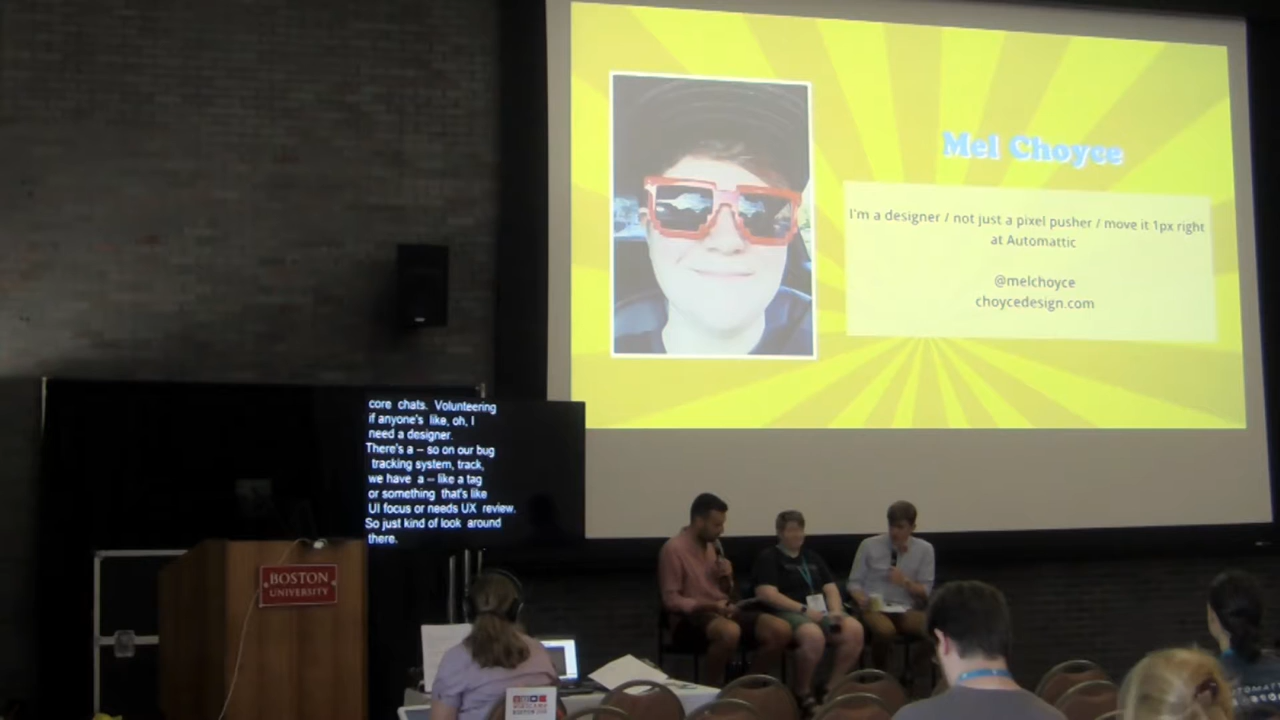 Mel Choyce
I'm a designer / not just a pixel pusher / move it 1px right
at Automattic
@melchoyce
choycedesign.com
core chats. Volunteering
if anyone's like, oh, I
need a designer.
There's a -- so on our bug
tracking system, track,
we have a -- like a tag
or something that's like
UI focus or needs UX review.
So just kind of look around
there.
BOSTON
UNIVERSITY
BOSTON